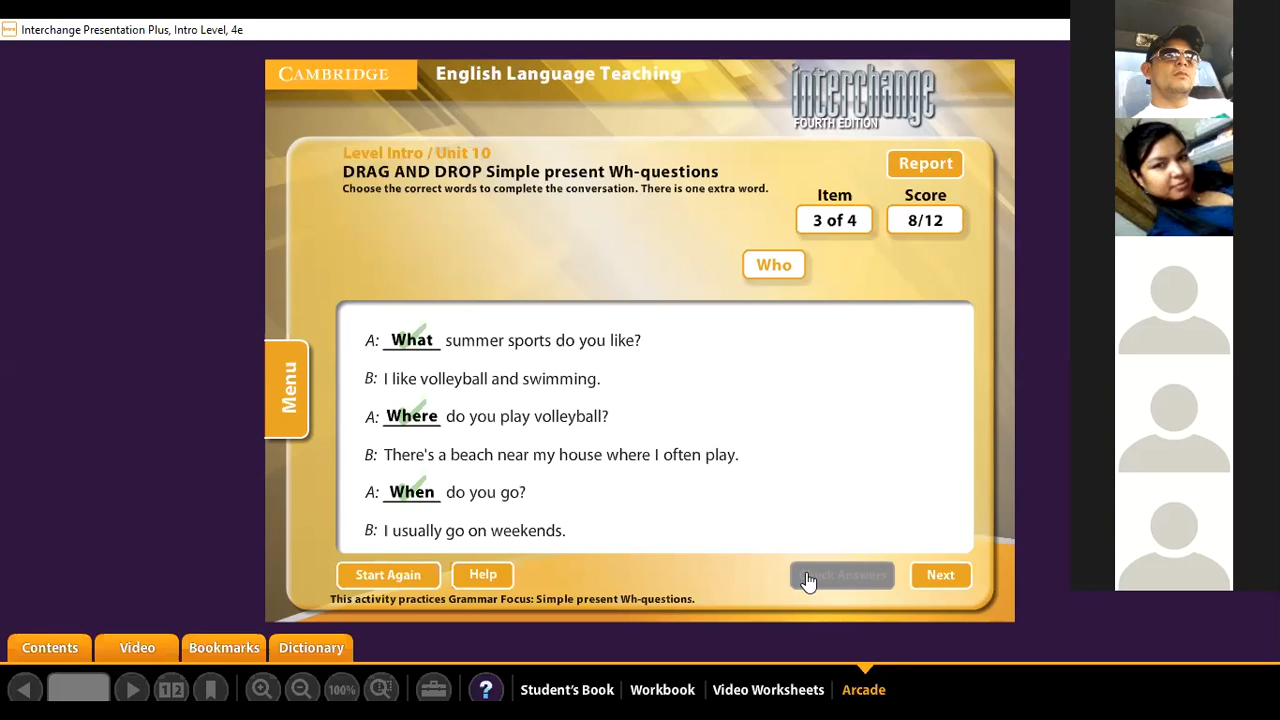 Interchange Presentation Plus, Intro Level, 4e
CAMBRIDGE
English Language Teaching
interchange
FOURTH EDITION
Level Intro / Unit 10
DRAG AND DROP Simple present Wh-questions
Choose the correct words to complete the conversation. There is one extra word.
Report
Item
Score
3 of 4
8/12
Who
A: What summer sports do you like?
B: I like volleyball and swimming.
A: Where do you play volleyball?
B: There's a beach near my house where I often play.
A: When do you go?
B: I usually go on weekends.
Menu
Start Again
Help
Answers
Next
This activity practices Grammar Focus: Simple present Wh-questions.
Contents
Video
Bookmarks
Dictionary
12
100%
?
Student's Book
Workbook
Video Worksheets
Arcade